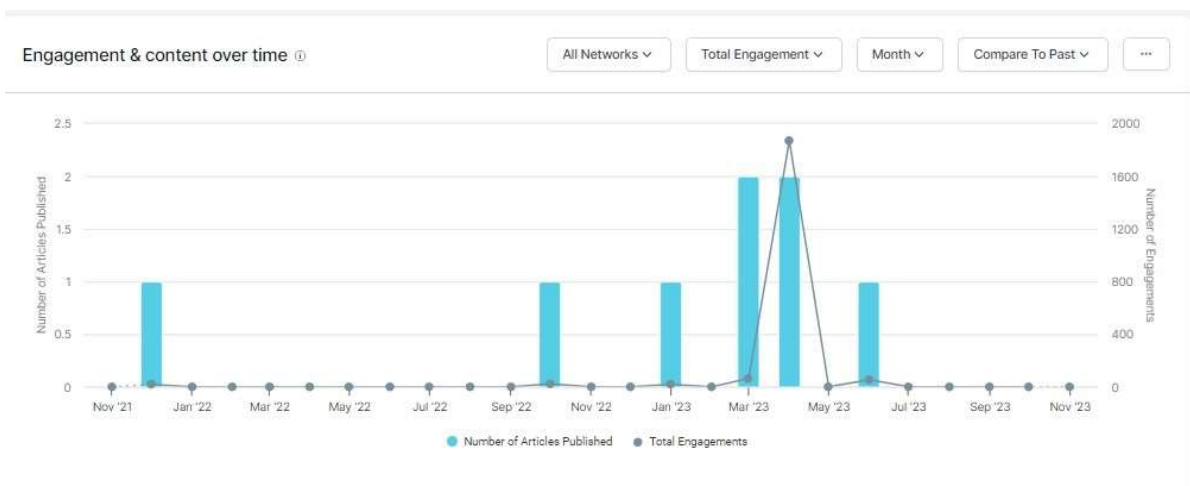 Engagement & content over time ⓘ
All Networks
Total Engagement
Month
Compare To Past
...
2.5
2
1.5
1
0.5
0
Number of Articles Published
2000
1600
1200
800
400
0
Number of Engagements
Nov '21 Jan '22 Mar '22 May '22 Jul '22 Sep '22 Nov '22 Jan '23 Mar '23 May '23 Jul '23 Sep '23 Nov '23
Number of Articles Published Total Engagements